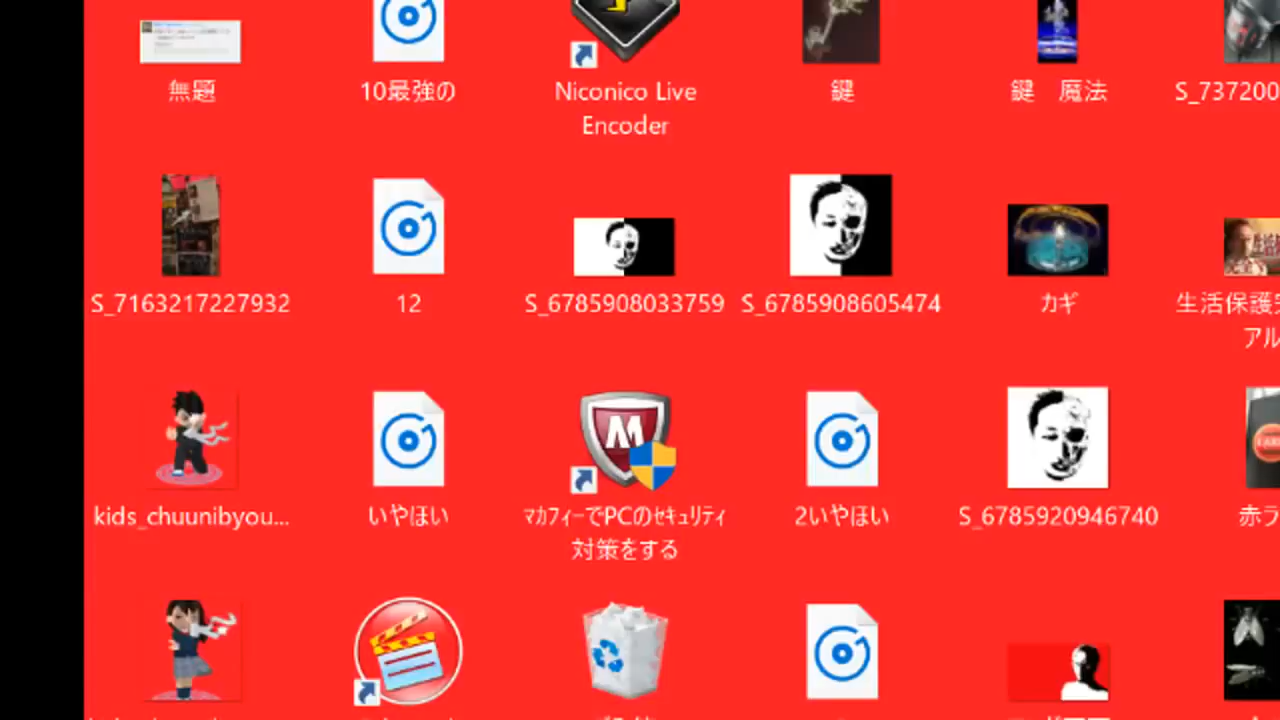 無題
10最強の
Niconico Live
Encoder
鍵
鍵　魔法
S_737200
S_7163217227932
12
S_6785908033759
S_6785908605474
カギ
生活保護
アル
kids_chuunibyou...
いやほい
ﾏｶﾌｨｰでPCのｾｷｭﾘﾃｨ
対策をする
2いやほい
S_6785920946740
赤ラ